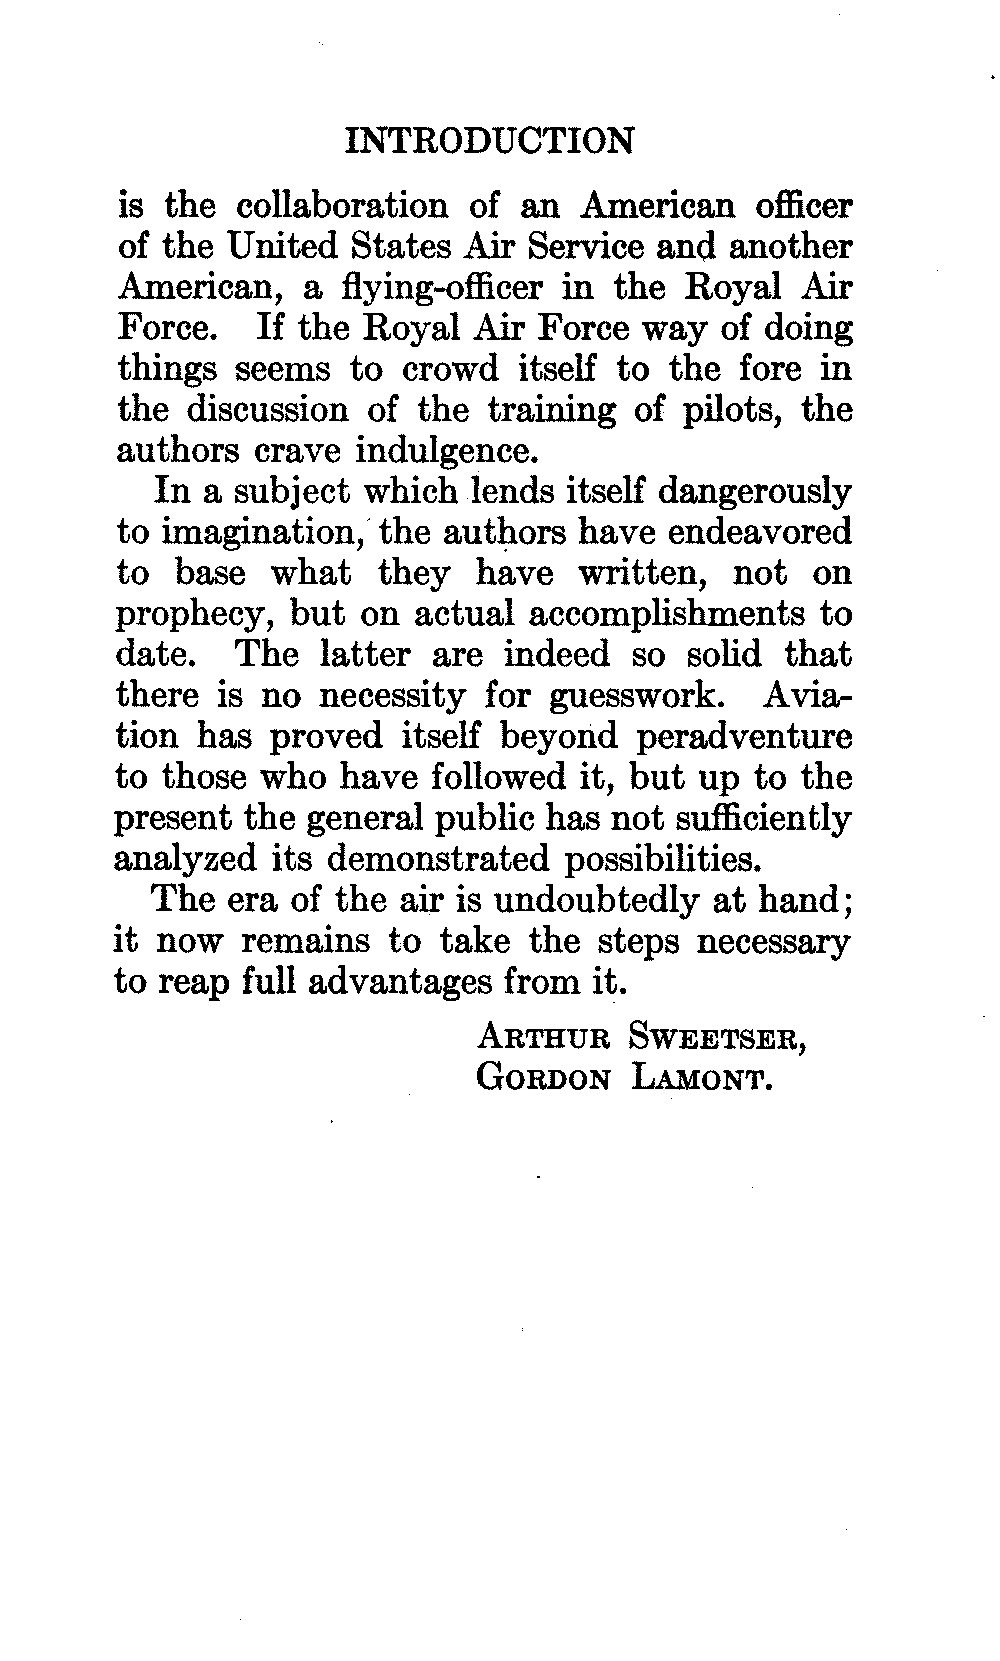 INTRODUCTION
is the collaboration of an American officer
of the United States Air Service and another
American, a flying-officer in the Royal Air
Force. If the Royal Air Force way of doing
things seems to crowd itself to the fore in
the discussion of the training of pilots, the
authors crave indulgence.
In a subject which lends itself dangerously
to imagination, the authors have endeavored
to base what they have written, not on
prophecy, but on actual accomplishments to
date. The latter are indeed so solid that
there is no necessity for guesswork. Avia-
tion has proved itself beyond peradventure
to those who have followed it, but up to the
present the general public has not sufficiently
analyzed its demonstrated possibilities.
The era of the air is undoubtedly at hand;
it now remains to take the steps necessary
to reap full advantages from it.
ARTHUR SWEETSER,
GORDON LAMONT.